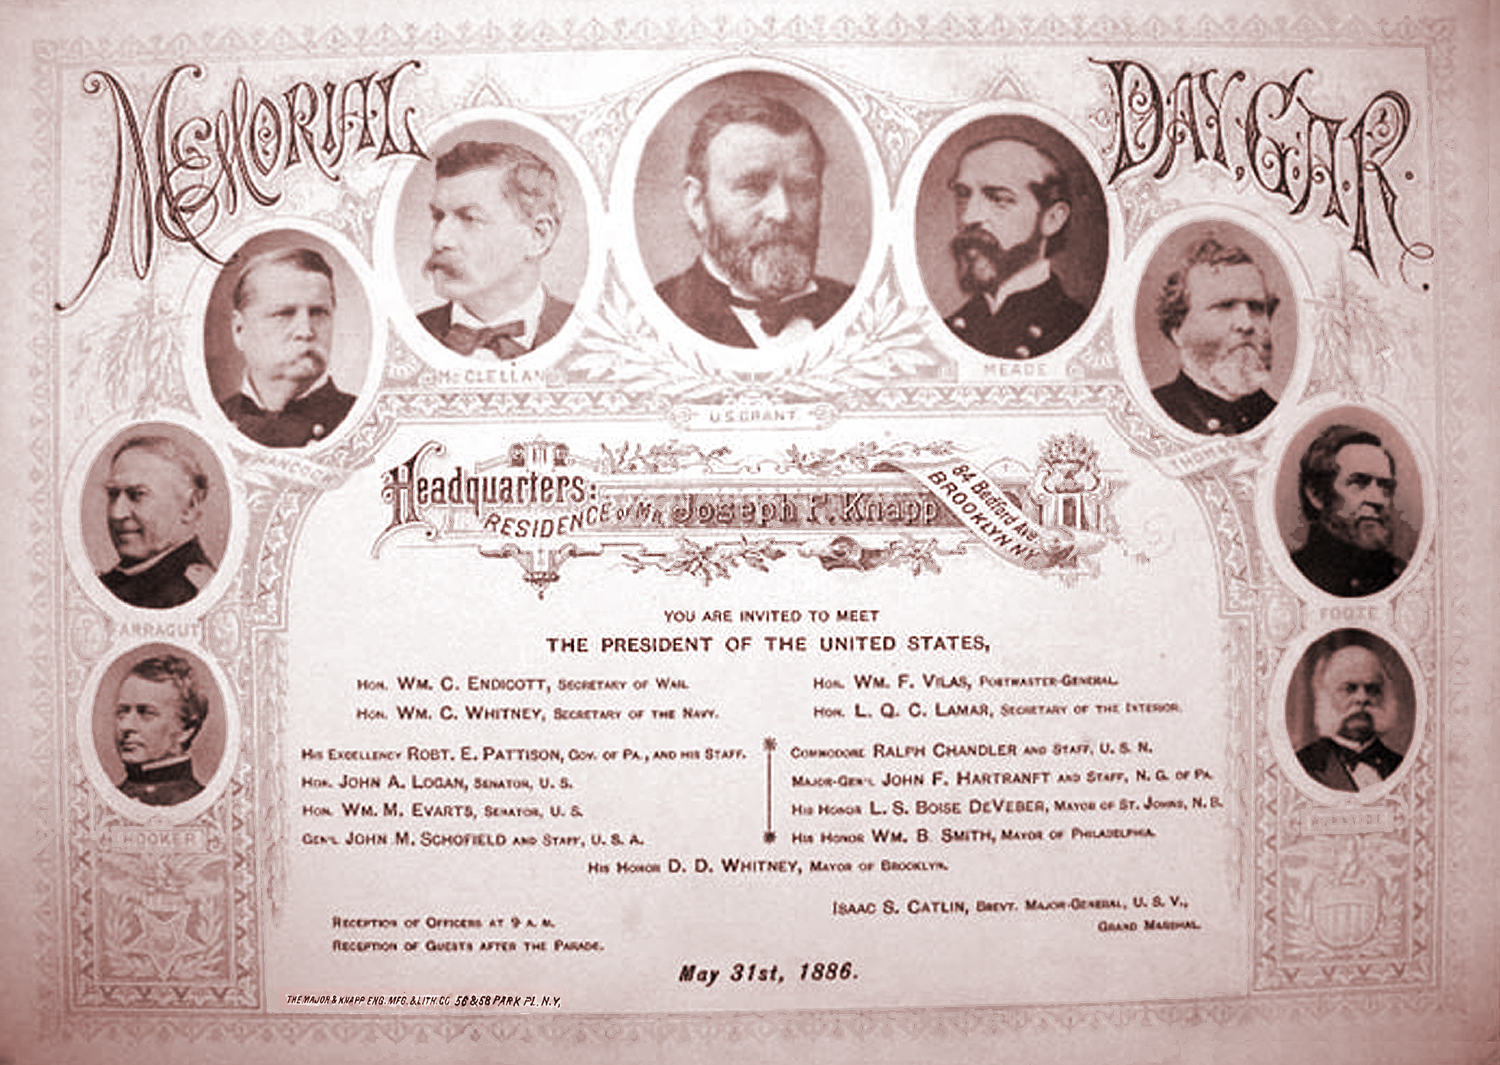 MEMORIAL DAY, G.A.R.
McCLELLAN
U.S. GRANT
MEADE
HANCOCK
THOMAS
FARRAGUT
FOOTE
HOOKER
BURNSIDE
Headquarters:
RESIDENCE of MR. Joseph F. Knapp
84 Bedford Ave
BROOKLYN N.Y.
YOU ARE INVITED TO MEET
THE PRESIDENT OF THE UNITED STATES,
HON. WM. C. ENDICOTT, SECRETARY OF WAR.
HON. WM. F. VILAS, POSTMASTER-GENERAL.
HON. WM. C. WHITNEY, SECRETARY OF THE NAVY.
HON. L. Q. C. LAMAR, SECRETARY OF THE INTERIOR.
HIS EXCELLENCY ROBT. E. PATTISON, GOV. OF PA., AND HIS STAFF.
HON. JOHN A. LOGAN, SENATOR, U. S.
HON. WM. M. EVARTS, SENATOR, U. S.
GEN'L JOHN M. SCHOFIELD AND STAFF, U. S. A.
COMMODORE RALPH CHANDLER AND STAFF, U. S. N.
MAJOR-GEN'L JOHN F. HARTRANFT AND STAFF, N. G. OF PA.
HIS HONOR L. S. BOISE DEVEBER, MAYOR OF ST. JOHNS, N. B.
HIS HONOR WM. B. SMITH, MAYOR OF PHILADELPHIA.
HIS HONOR D. D. WHITNEY, MAYOR OF BROOKLYN.
ISAAC S. CATLIN, BREVT. MAJOR-GENERAL, U. S. V.,
GRAND MARSHAL.
RECEPTION OF OFFICERS AT 9 A. M.
RECEPTION OF GUESTS AFTER THE PARADE.
May 31st, 1886.
THE MAJOR & KNAPP ENG. MFG. & LITH. CO 56 & 58 PARK PL. N.Y.